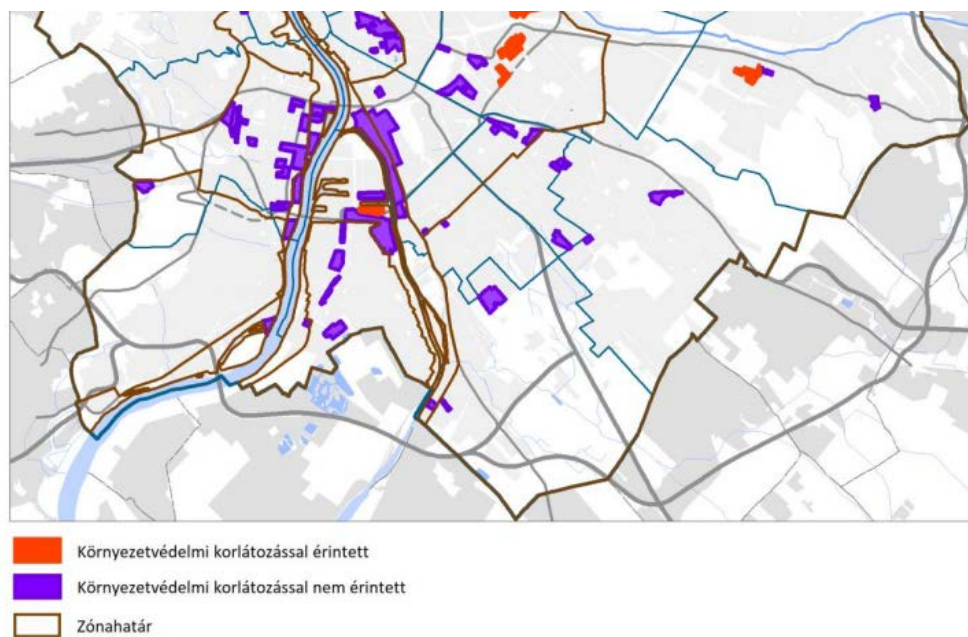 Környezetvédelmi korlátozással érintett
Környezetvédelmi korlátozással nem érintett
Zónahatár